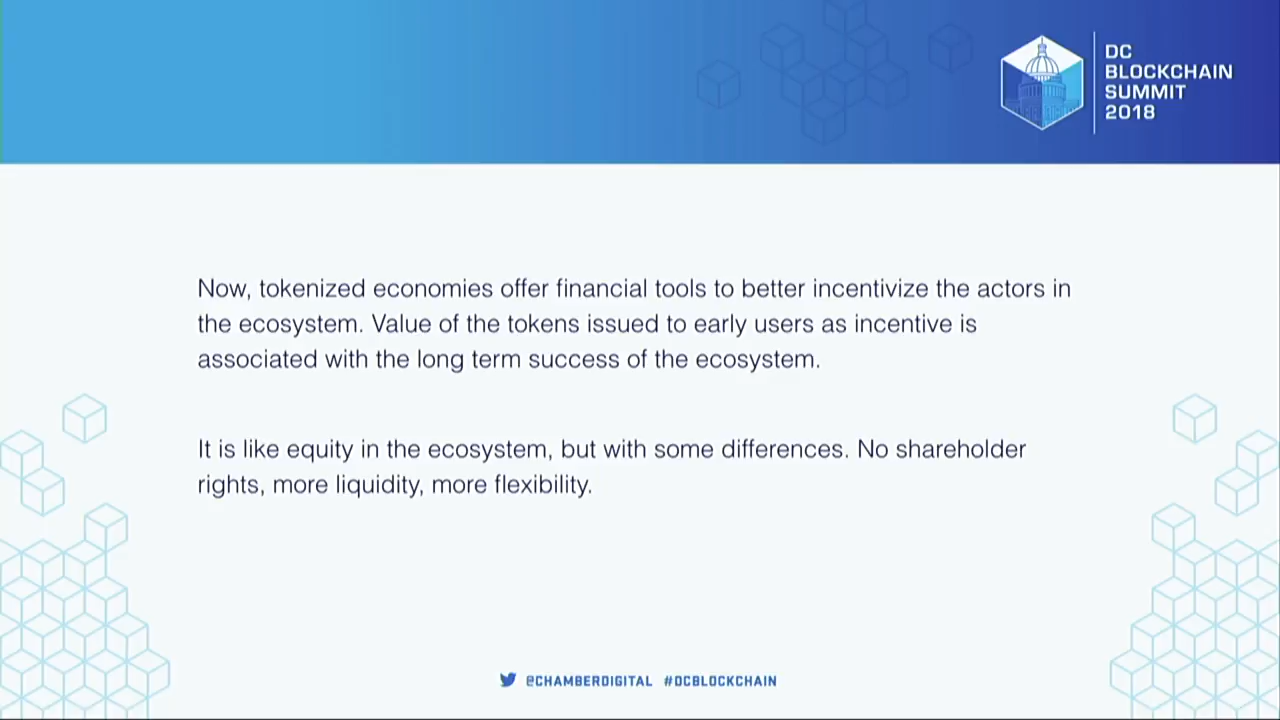 DC
BLOCKCHAIN
SUMMIT
2018
Now, tokenized economies offer financial tools to better incentivize the actors in
the ecosystem. Value of the tokens issued to early users as incentive is
associated with the long term success of the ecosystem.
It is like equity in the ecosystem, but with some differences. No shareholder
rights, more liquidity, more flexibility.
@CHAMBERDIGITAL #DCBLOCKCHAIN